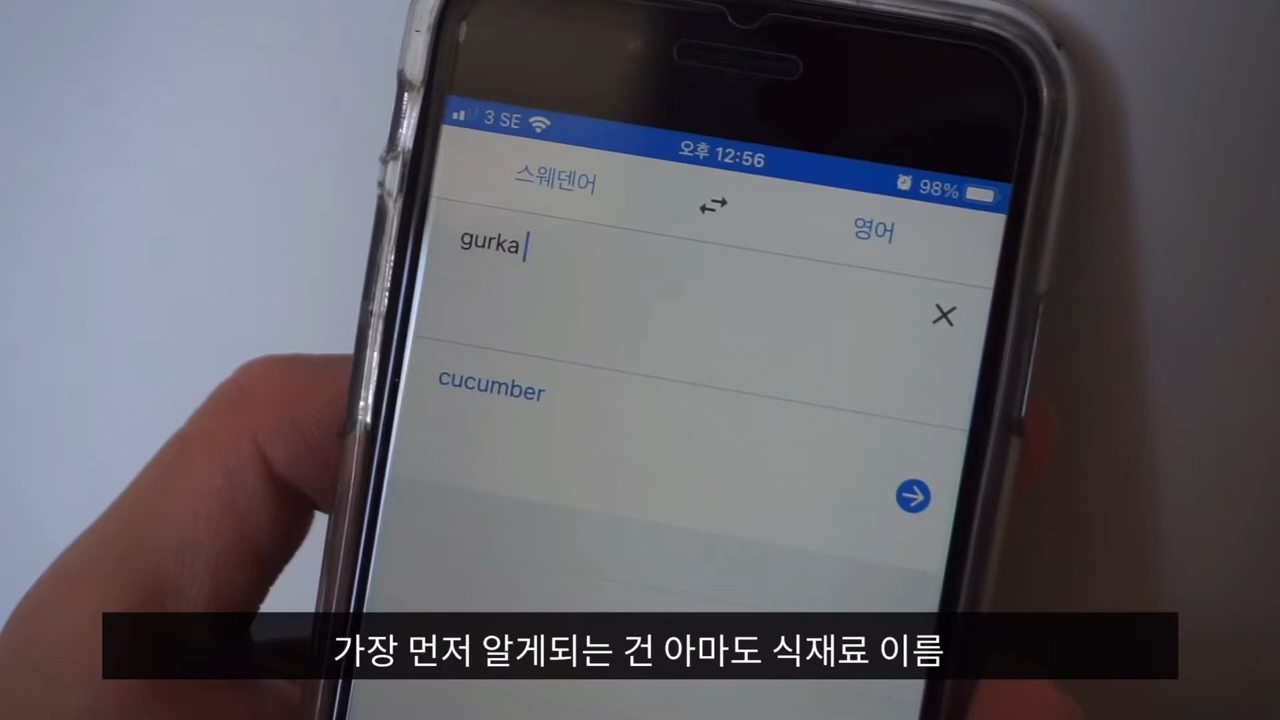 3 SE
오후 12:56
98%
스웨덴어
영어
gurka
cucumber
가장 먼저 알게되는 건 아마도 식재료 이름